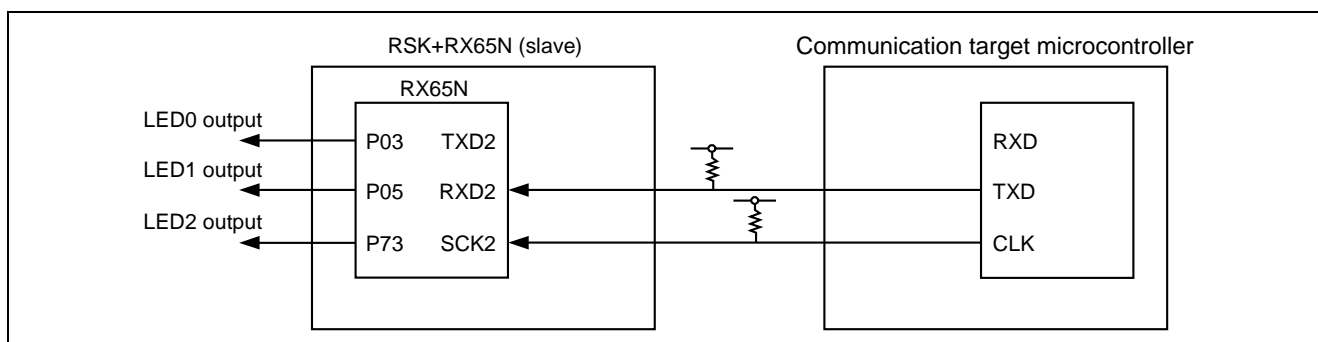 RSK+RX65N (slave)
Communication target microcontroller
RX65N
LED0 output
P03 TXD2
RXD
LED1 output
P05 RXD2
TXD
LED2 output
P73 SCK2
CLK